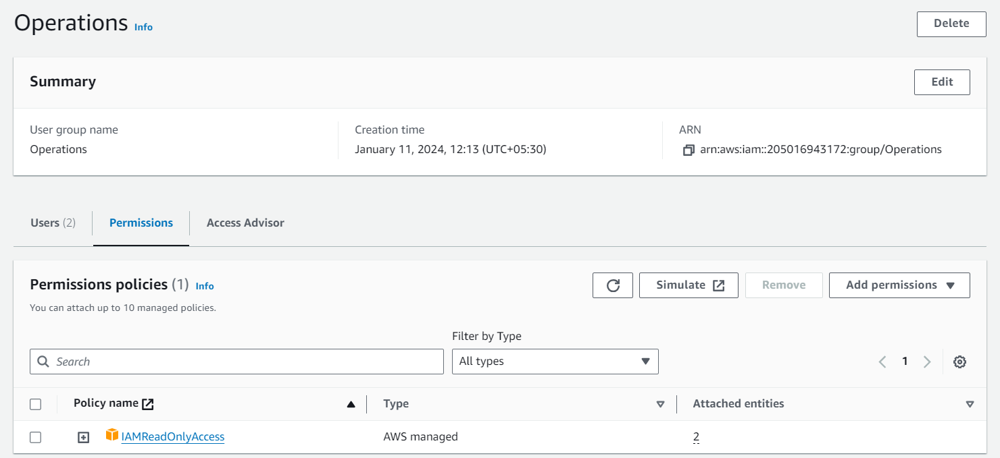 Operations Info
Delete
Summary
Edit
User group name
Operations
Creation time
January 11, 2024, 12:13 (UTC+05:30)
ARN
arn:aws:iam::205016943172:group/Operations
Users (2)
Permissions
Access Advisor
Permissions policies (1) Info
You can attach up to 10 managed policies.
Simulate
Remove
Add permissions
Filter by Type
Search
All types
1
Policy name
Type
Attached entities
IAMReadOnlyAccess
AWS managed
2